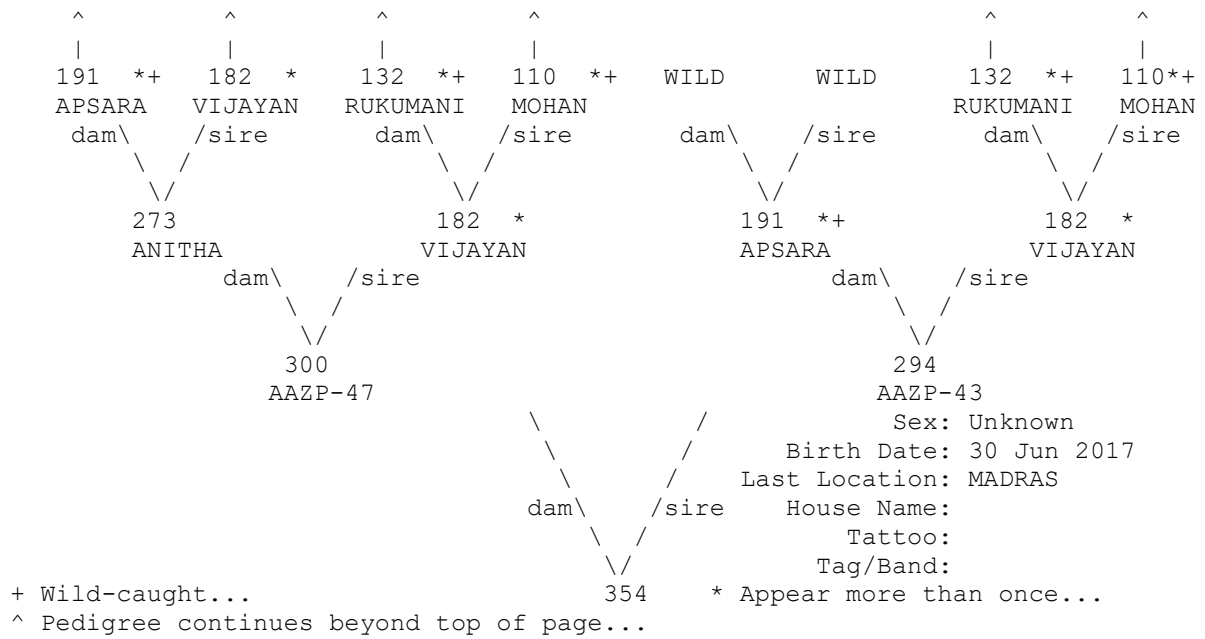 ^ ^ ^ ^ ^ ^
| | | | | |
191 *+ 182 * 132 *+ 110 *+ WILD WILD 132 *+ 110*+
APSARA VIJAYAN RUKUMANI MOHAN RUKUMANI MOHAN
dam\ /sire dam\ /sire dam\ /sire dam\ /sire
\ / \ / \ / \ /
\/ \/ \/ \/
273 182 * 191 *+ 182 *
ANITHA VIJAYAN APSARA VIJAYAN
dam\ /sire dam\ /sire
\ / \ /
\/ \/
300 294
AAZP-47 AAZP-43
\ / Sex: Unknown
\ / Birth Date: 30 Jun 2017
\ / Last Location: MADRAS
dam\ /sire House Name:
\ / Tattoo:
\/ Tag/Band:
+ Wild-caught... 354 * Appear more than once...
^ Pedigree continues beyond top of page...